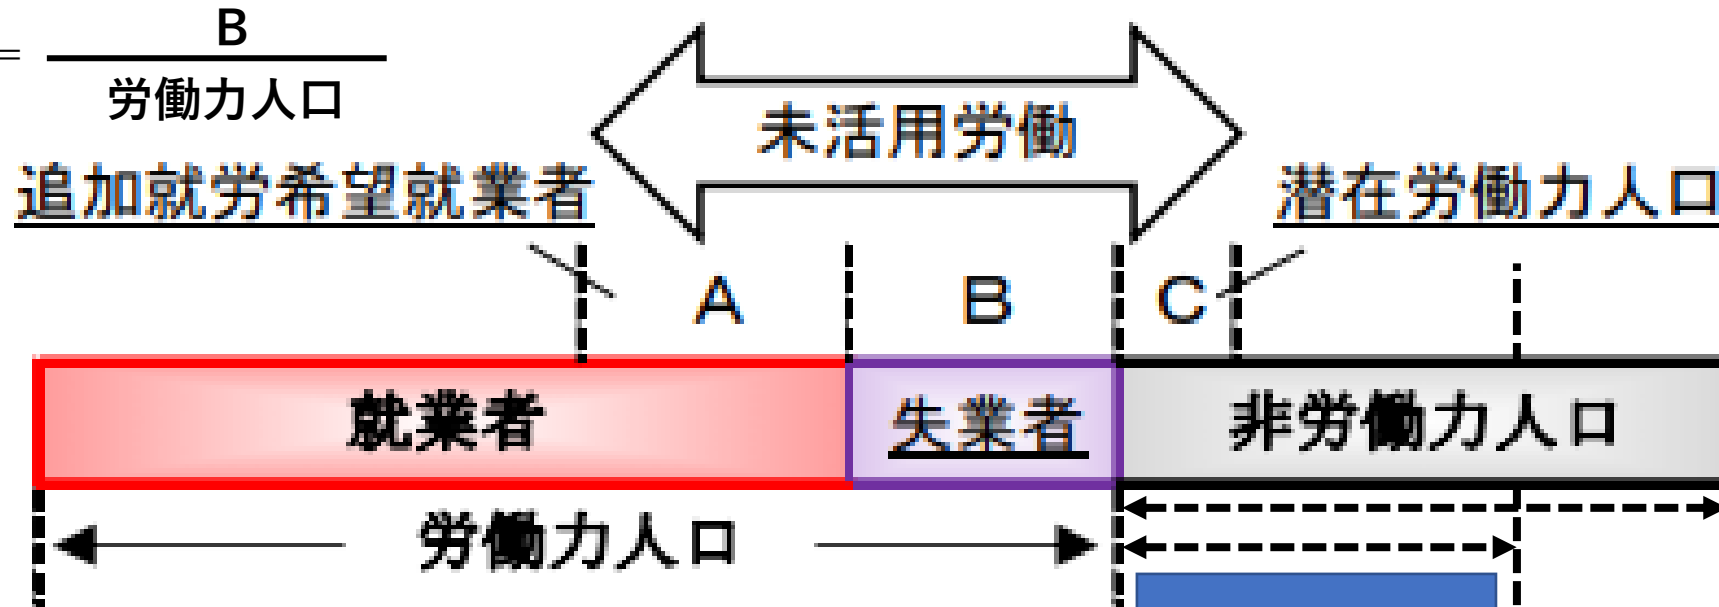 = B
労働力人口
未活用労働
追加就労希望就業者
潜在労働力人口
A B C
就業者 失業者 非労働力人口
労働力人口